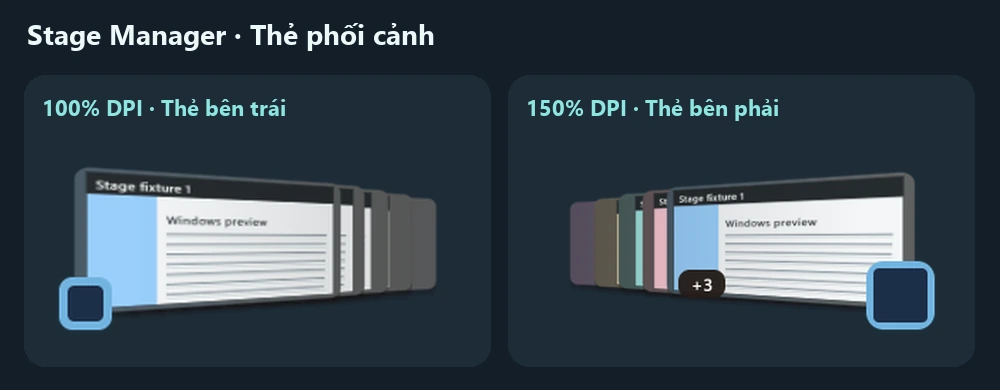 Stage Manager · Thẻ phối cảnh
100% DPI · Thẻ bên trái
Stage fixture 1
Windows preview
150% DPI · Thẻ bên phải
Stage fixture 1
Windows preview
+3